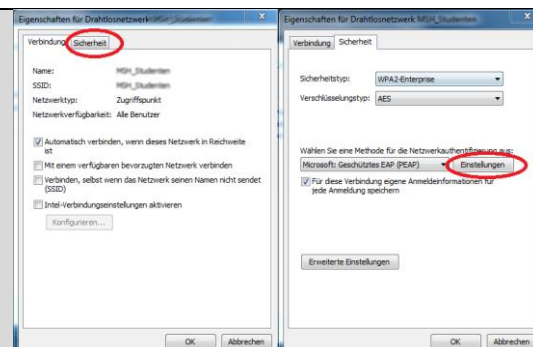 Eigenschaften für Drahtlosnetzwerk MSH_Studenten
Verbindung Sicherheit
Name: MSH_Studenten
SSID: MSH_Studenten
Netzwerktyp: Zugriffspunkt
Netzwerkverfügbarkeit: Alle Benutzer
Automatisch verbinden, wenn dieses Netzwerk in Reichweite
ist
Mit einem verfügbaren bevorzugten Netzwerk verbinden
Verbinden, selbst wenn das Netzwerk seinen Namen nicht sendet
(SSID)
Intel-Verbindungseinstellungen aktivieren
Konfigurieren...
OK Abbrechen
Eigenschaften für Drahtlosnetzwerk MSH_Studenten
Verbindung Sicherheit
Sicherheitstyp: WPA2-Enterprise
Verschlüsselungstyp: AES
Wählen Sie eine Methode für die Netzwerkauthentifizierung aus:
Microsoft: Geschütztes EAP (PEAP) Einstellungen
Für diese Verbindung eigene Anmeldeinformationen für
jede Anmeldung speichern
Erweiterte Einstellungen
OK Abbrechen